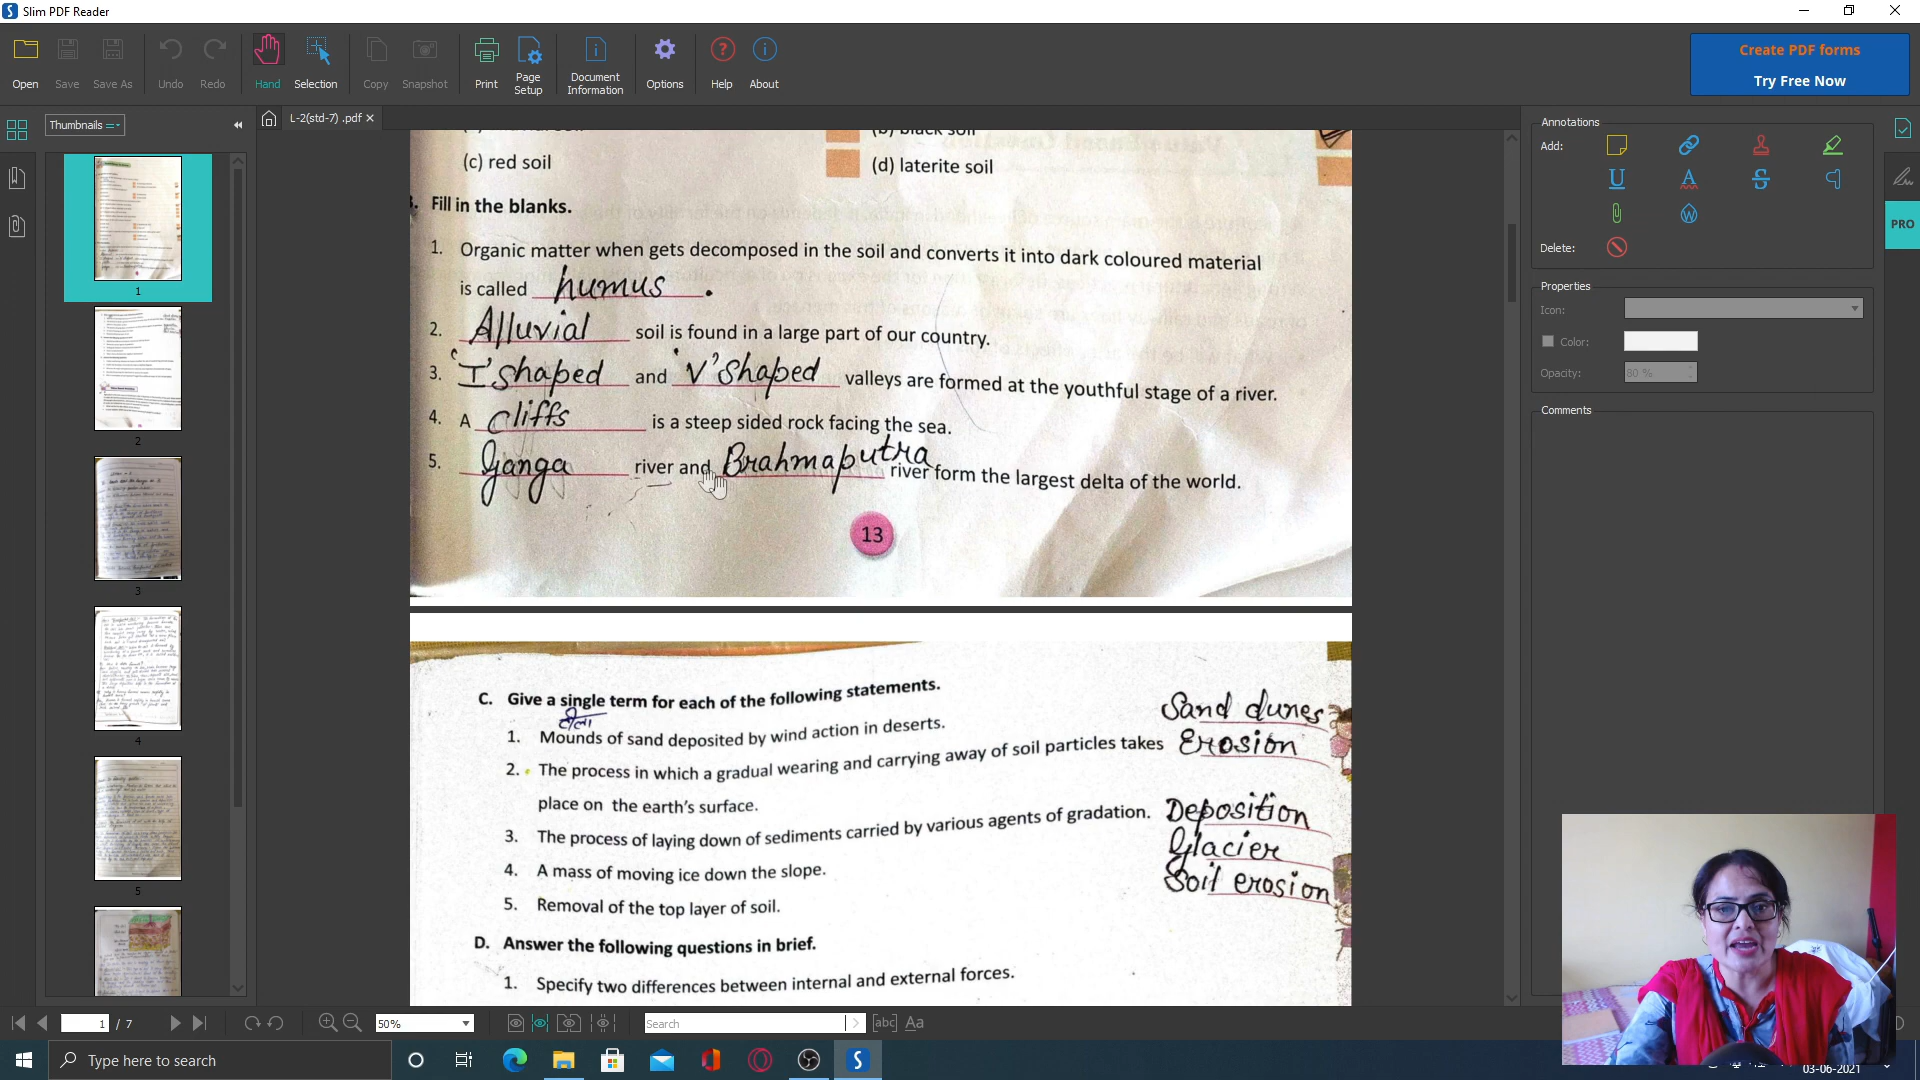 Slim PDF Reader
Open Save Save As Undo Redo Hand Selection Copy Snapshot Print Page Setup Document Information Options Help About
Create PDF forms
Try Free Now
Thumbnails
L-2(std-7) .pdf
1
2
3
4
5
(b) black soil
(c) red soil (d) laterite soil
Fill in the blanks.
1. Organic matter when gets decomposed in the soil and converts it into dark coloured material
is called humus .
2. Alluvial soil is found in a large part of our country.
3. 'I' shaped and 'V' shaped valleys are formed at the youthful stage of a river.
4. A cliffs is a steep sided rock facing the sea.
5. Ganga river and Brahmaputra river form the largest delta of the world.
13
C. Give a single term for each of the following statements.
टीला
1. Mounds of sand deposited by wind action in deserts. Sand dunes
2. The process in which a gradual wearing and carrying away of soil particles takes Erosion
place on the earth's surface.
3. The process of laying down of sediments carried by various agents of gradation. Deposition
4. A mass of moving ice down the slope. Glacier
5. Removal of the top layer of soil. Soil erosion
D. Answer the following questions in brief.
1. Specify two differences between internal and external forces.
Annotations
Add:
Delete:
Properties
Icon:
Color:
Opacity: 80 %
Comments
PRO
1 / 7
50%
Search
[abc] Aa
Type here to search
03-06-2021